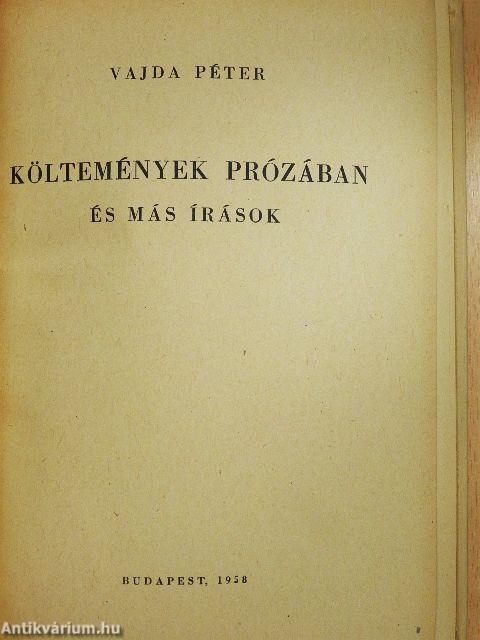 VAJDA PÉTER
KÖLTEMÉNYEK PRÓZÁBAN
ÉS MÁS ÍRÁSOK
BUDAPEST, 1958
Antikvárium.hu